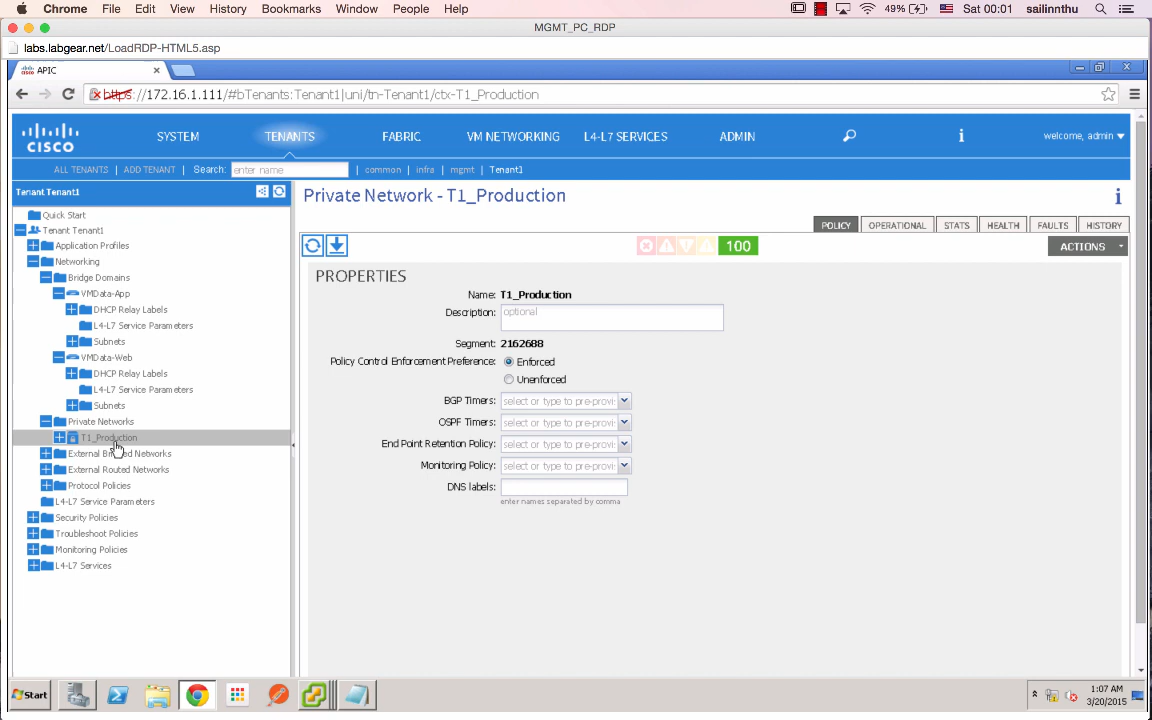 Chrome File Edit View History Bookmarks Window People Help 49% Sat 00:01 sailinnthu
MGMT_PC_RDP
labs.labgear.net/LoadRDP-HTML5.asp
APIC
https://172.16.1.111/#bTenants:Tenant1|uni/tn-Tenant1/ctx-T1_Production
CISCO SYSTEM TENANTS FABRIC VM NETWORKING L4-L7 SERVICES ADMIN i welcome, admin
ALL TENANTS | ADD TENANT | Search: enter name | common | infra | mgmt | Tenant1
Tenant Tenant1
Quick Start
Tenant Tenant1
Application Profiles
Networking
Bridge Domains
VMData-App
DHCP Relay Labels
L4-L7 Service Parameters
Subnets
VMData-Web
DHCP Relay Labels
L4-L7 Service Parameters
Subnets
Private Networks
T1_Production
External Bridged Networks
External Routed Networks
Protocol Policies
L4-L7 Service Parameters
Security Policies
Troubleshoot Policies
Monitoring Policies
L4-L7 Services
Private Network - T1_Production i
POLICY OPERATIONAL STATS HEALTH FAULTS HISTORY
100 ACTIONS
PROPERTIES
Name: T1_Production
Description: optional
Segment: 2162688
Policy Control Enforcement Preference: Enforced
Unenforced
BGP Timers: select or type to pre-provi:
OSPF Timers: select or type to pre-provi:
End Point Retention Policy: select or type to pre-provi:
Monitoring Policy: select or type to pre-provi:
DNS labels:
enter names separated by comma
Start 1:07 AM
3/20/2015